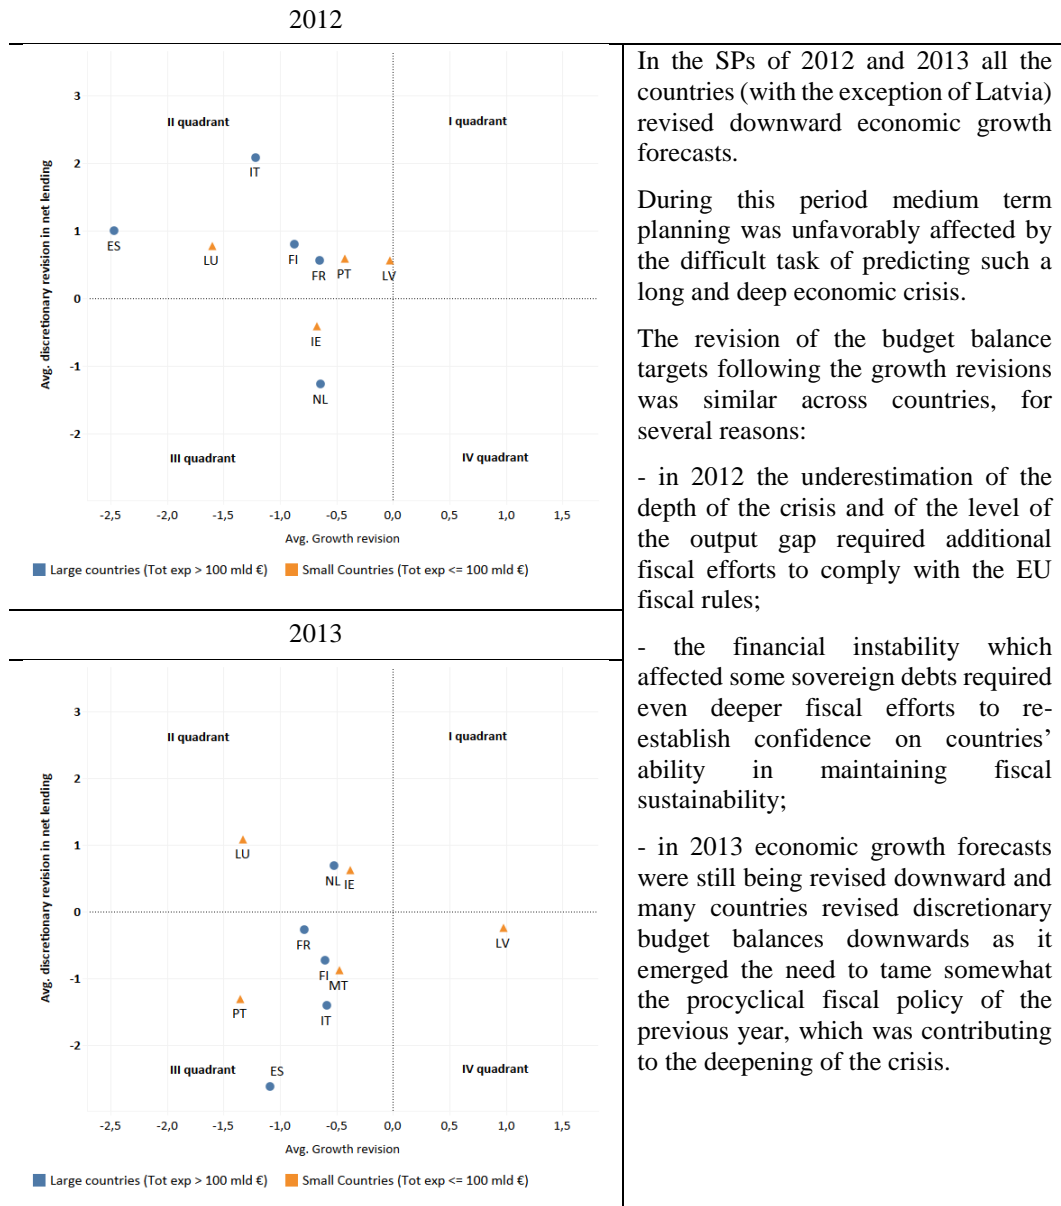 2012
3
2
1
0
-1
-2
Avg. discretionary revision in net lending
II quadrant
I quadrant
IT
ES
LU
FI
FR
PT
LV
IE
NL
III quadrant
IV quadrant
-2,5 -2,0 -1,5 -1,0 -0,5 0,0 0,5 1,0 1,5
Avg. Growth revision
Large countries (Tot exp > 100 mld €) Small Countries (Tot exp <= 100 mld €)
2013
3
2
1
0
-1
-2
Avg. discretionary revision in net lending
II quadrant
I quadrant
LU
NL
IE
FR
LV
FI
MT
PT
IT
III quadrant
ES
IV quadrant
-2,5 -2,0 -1,5 -1,0 -0,5 0,0 0,5 1,0 1,5
Avg. Growth revision
Large countries (Tot exp > 100 mld €) Small Countries (Tot exp <= 100 mld €)
In the SPs of 2012 and 2013 all the
countries (with the exception of Latvia)
revised downward economic growth
forecasts.
During this period medium term
planning was unfavorably affected by
the difficult task of predicting such a
long and deep economic crisis.
The revision of the budget balance
targets following the growth revisions
was similar across countries, for
several reasons:
- in 2012 the underestimation of the
depth of the crisis and of the level of
the output gap required additional
fiscal efforts to comply with the EU
fiscal rules;
- the financial instability which
affected some sovereign debts required
even deeper fiscal efforts to re-
establish confidence on countries’
ability in maintaining fiscal
sustainability;
- in 2013 economic growth forecasts
were still being revised downward and
many countries revised discretionary
budget balances downwards as it
emerged the need to tame somewhat
the procyclical fiscal policy of the
previous year, which was contributing
to the deepening of the crisis.